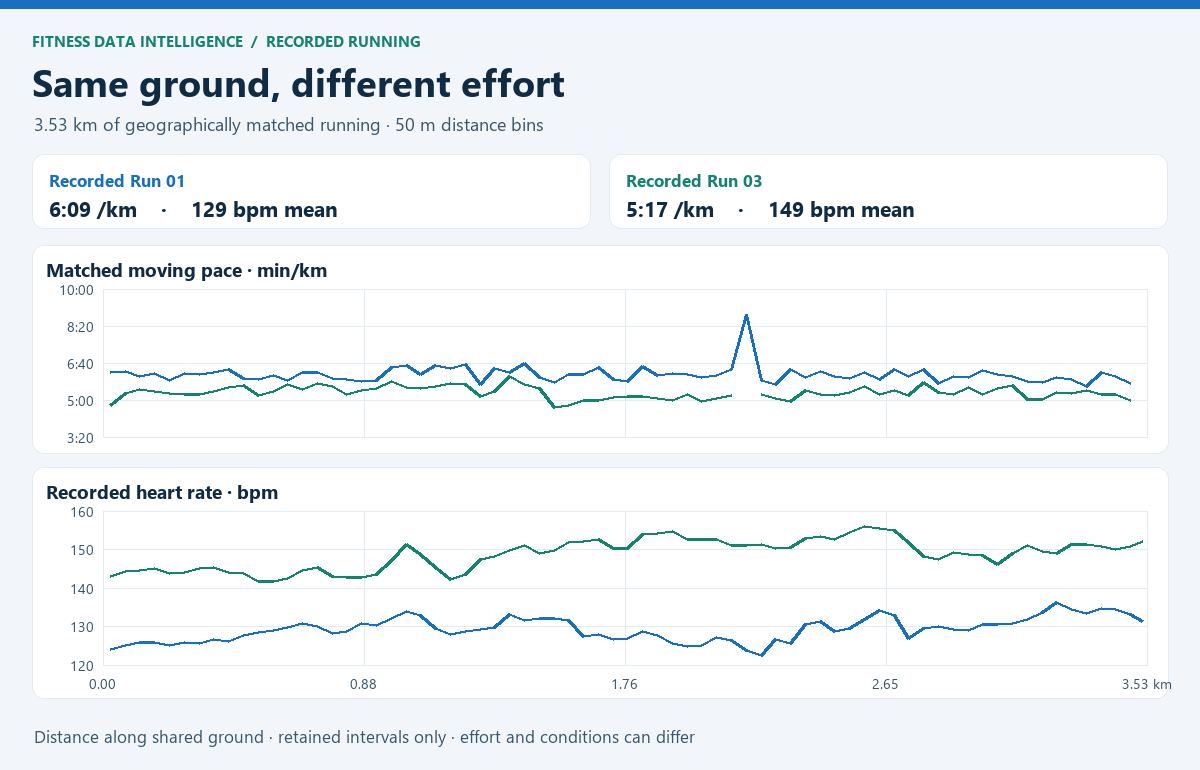 FITNESS DATA INTELLIGENCE / RECORDED RUNNING
Same ground, different effort
3.53 km of geographically matched running · 50 m distance bins
Recorded Run 01
6:09 /km · 129 bpm mean
Recorded Run 03
5:17 /km · 149 bpm mean
Matched moving pace · min/km
10:00
8:20
6:40
5:00
3:20
Recorded heart rate · bpm
160
150
140
130
120
0.00 0.88 1.76 2.65 3.53 km
Distance along shared ground · retained intervals only · effort and conditions can differ